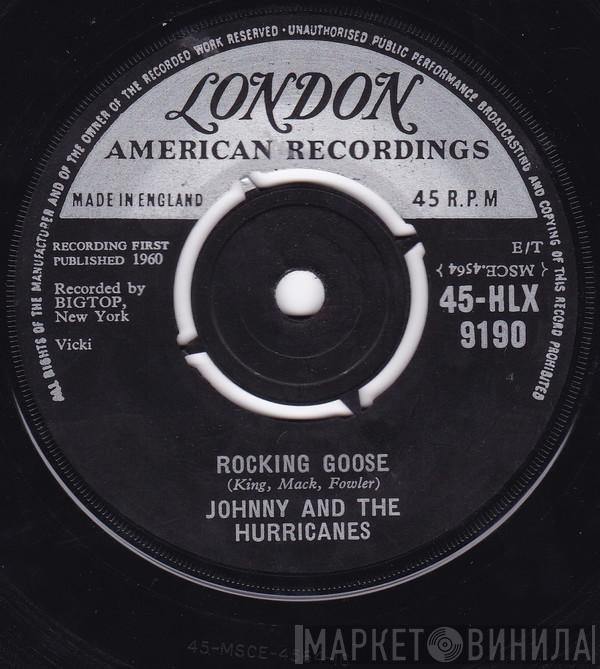 ALL RIGHTS OF THE MANUFACTURER AND OF THE OWNER OF THE RECORDED WORK RESERVED · UNAUTHORISED PUBLIC PERFORMANCE BROADCASTING AND COPYING OF THIS RECORD PROHIBITED
LONDON
AMERICAN RECORDINGS
MADE IN ENGLAND
45 R.P.M
RECORDING FIRST
PUBLISHED 1960
E/T
{ MSCE.4564 }
Recorded by
BIGTOP,
New York
45-HLX
9190
Vicki
ROCKING GOOSE
(King, Mack, Fowler)
JOHNNY AND THE
HURRICANES
МАРКЕТ ВИНИЛА